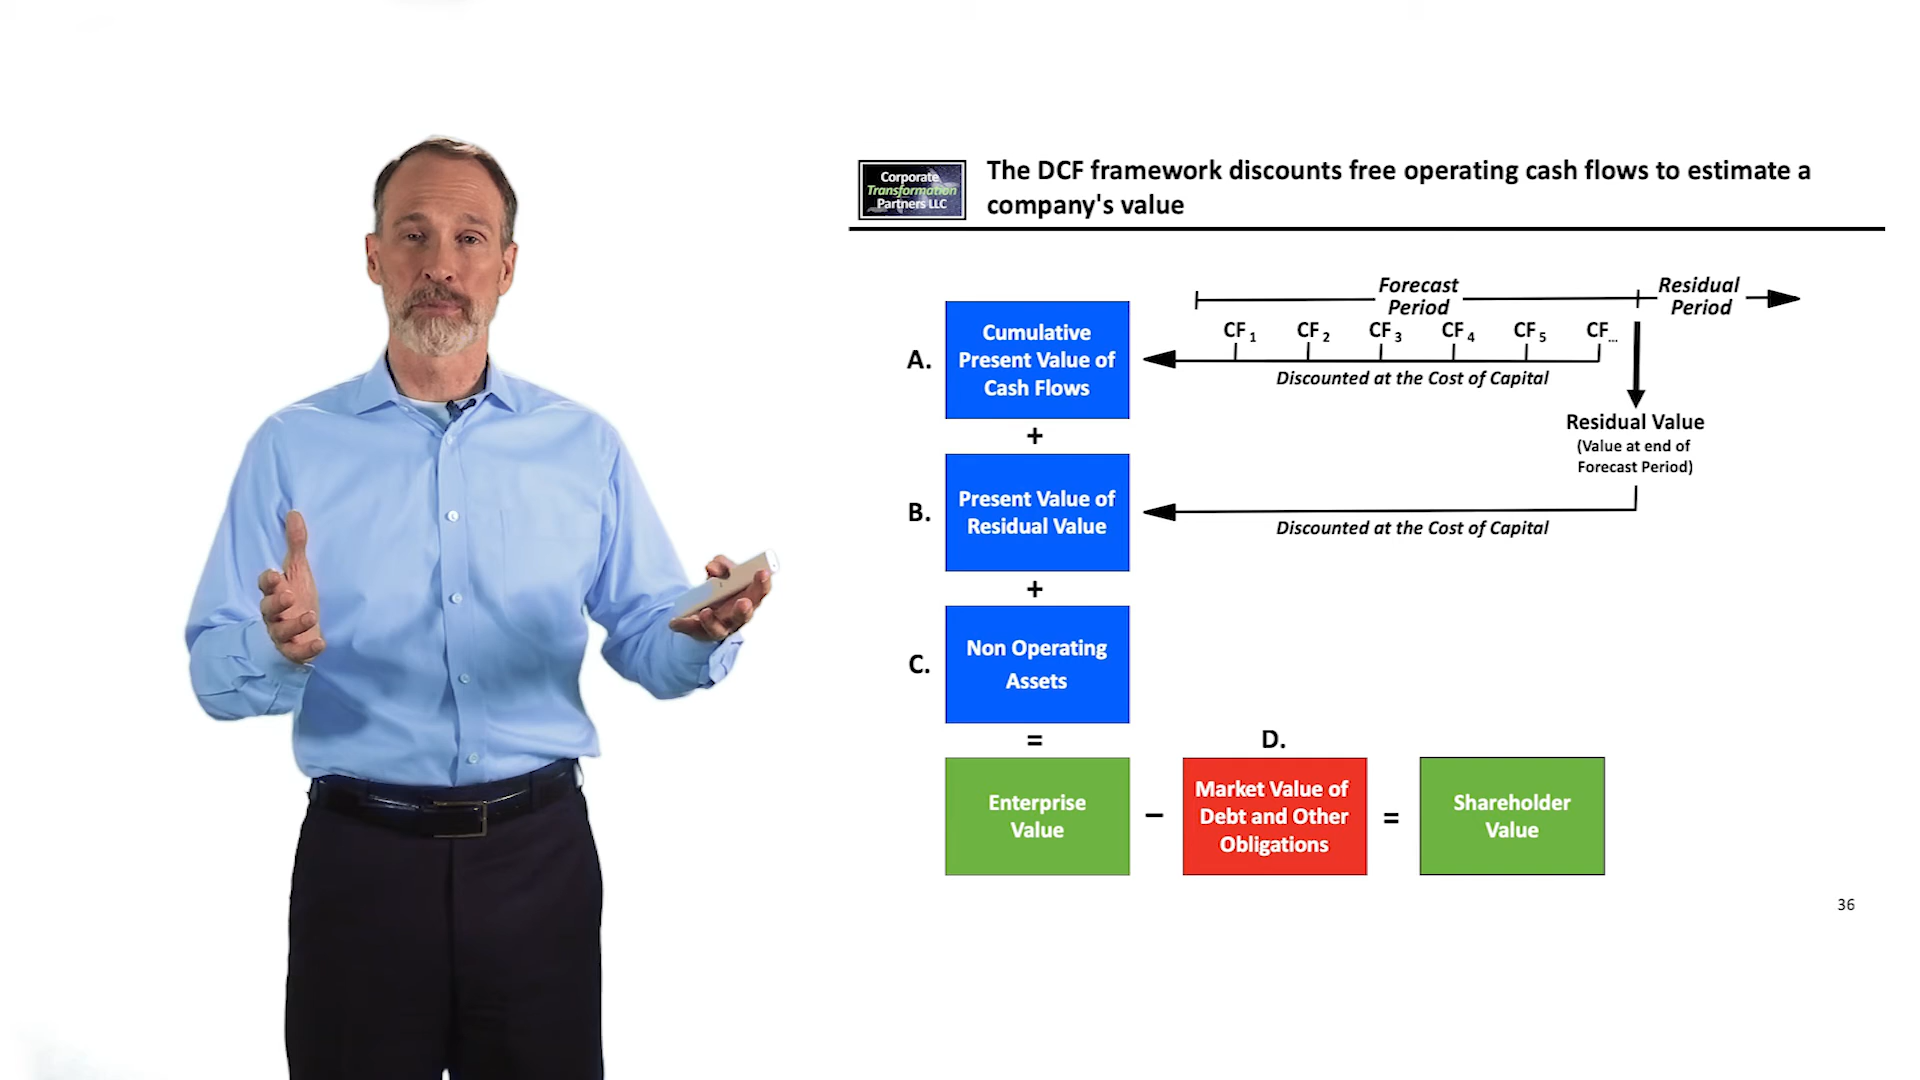 Corporate
Transformation
Partners LLC
The DCF framework discounts free operating cash flows to estimate a
company's value
Forecast
Period
Residual
Period
CF 1 CF 2 CF 3 CF 4 CF 5 CF...
A.
Cumulative
Present Value of
Cash Flows
Discounted at the Cost of Capital
Residual Value
(Value at end of
Forecast Period)
+
B.
Present Value of
Residual Value
Discounted at the Cost of Capital
+
C.
Non Operating
Assets
=
D.
Enterprise
Value
–
Market Value of
Debt and Other
Obligations
=
Shareholder
Value
36